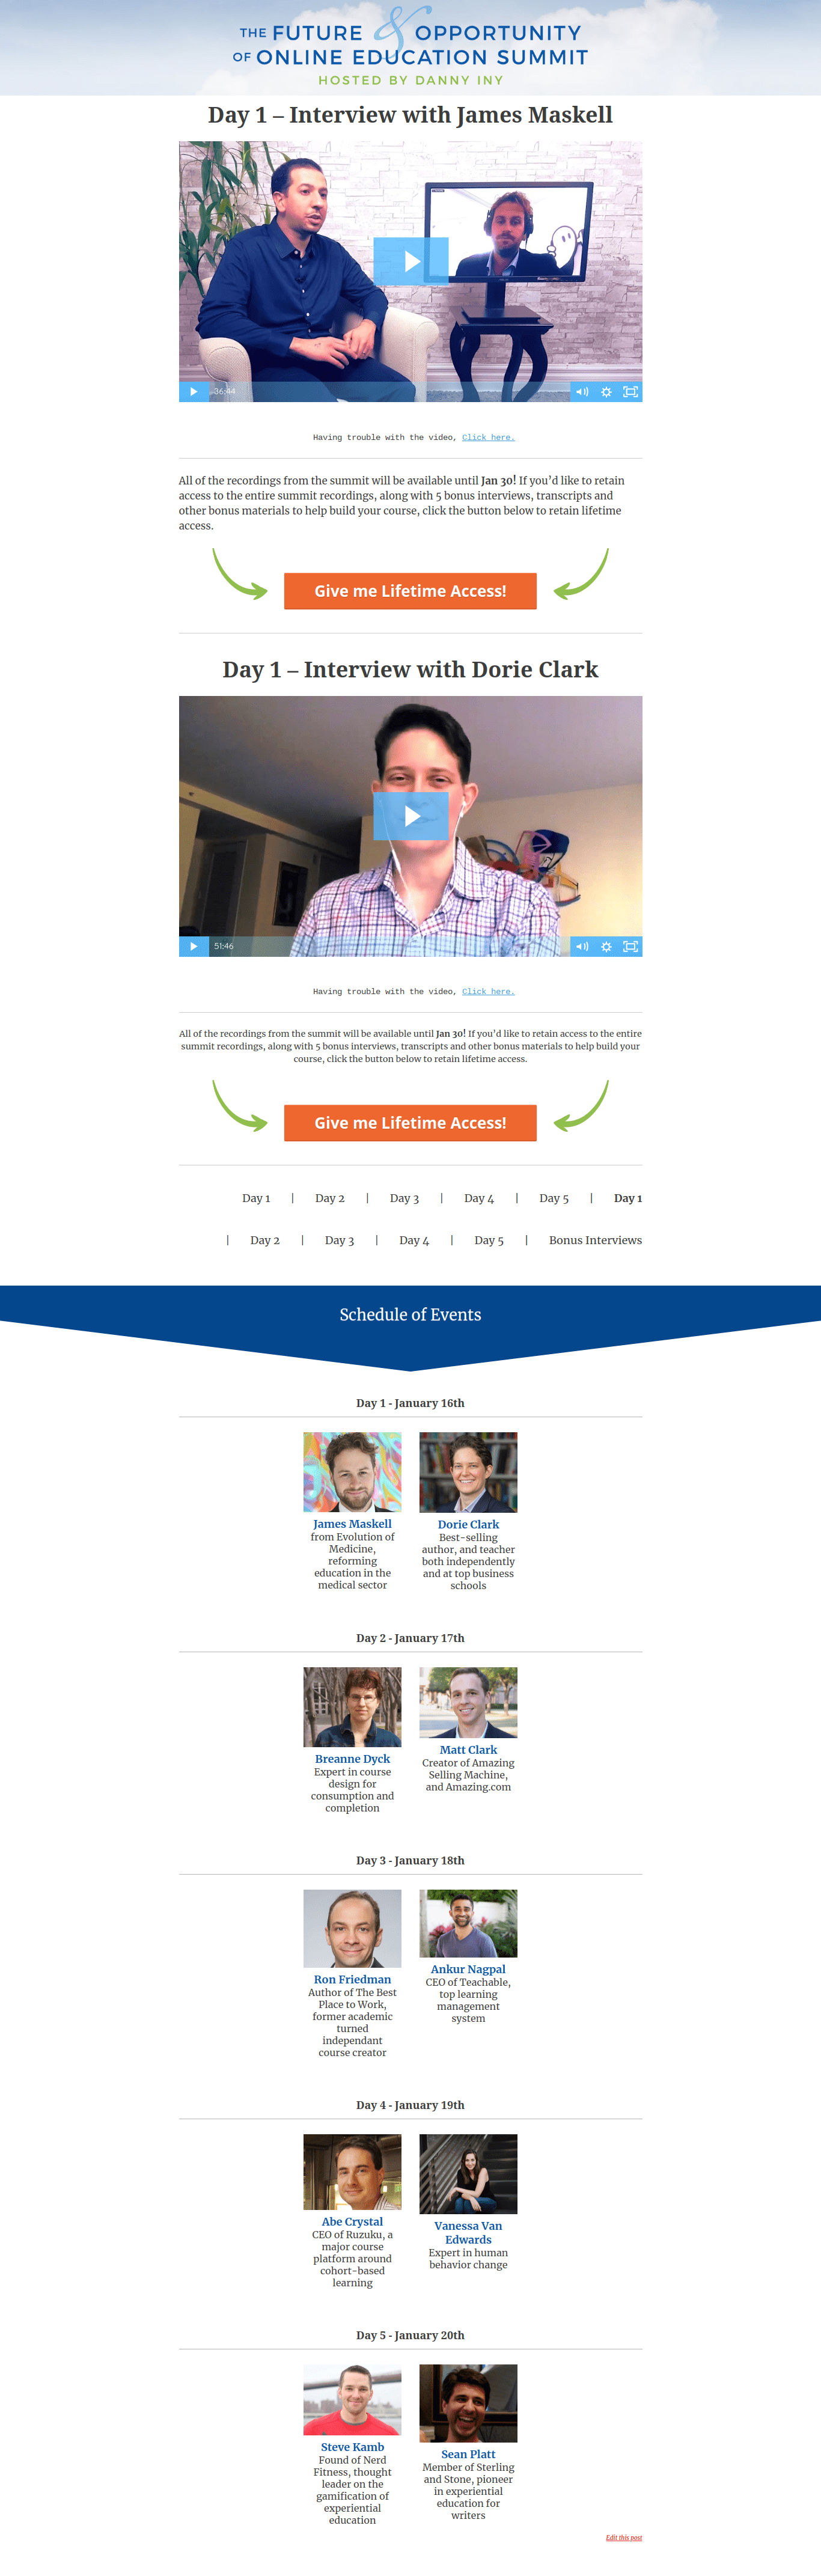 THE FUTURE & OPPORTUNITY
OF ONLINE EDUCATION SUMMIT
HOSTED BY DANNY INY
Day 1 – Interview with James Maskell
36:44
Having trouble with the video, Click here.
All of the recordings from the summit will be available until Jan 30! If you’d like to retain
access to the entire summit recordings, along with 5 bonus interviews, transcripts and
other bonus materials to help build your course, click the button below to retain lifetime
access.
Give me Lifetime Access!
Day 1 – Interview with Dorie Clark
51:46
Having trouble with the video, Click here.
All of the recordings from the summit will be available until Jan 30! If you’d like to retain access to the entire
summit recordings, along with 5 bonus interviews, transcripts and other bonus materials to help build your
course, click the button below to retain lifetime access.
Give me Lifetime Access!
Day 1 | Day 2 | Day 3 | Day 4 | Day 5 | Day 1
| Day 2 | Day 3 | Day 4 | Day 5 | Bonus Interviews
Schedule of Events
Day 1 - January 16th
James Maskell
from Evolution of
Medicine,
reforming
education in the
medical sector
Dorie Clark
Best-selling
author, and teacher
both independently
and at top business
schools
Day 2 - January 17th
Breanne Dyck
Expert in course
design for
consumption and
completion
Matt Clark
Creator of Amazing
Selling Machine,
and Amazing.com
Day 3 - January 18th
Ron Friedman
Author of The Best
Place to Work,
former academic
turned
independant
course creator
Ankur Nagpal
CEO of Teachable,
top learning
management
system
Day 4 - January 19th
Abe Crystal
CEO of Ruzuku, a
major course
platform around
cohort-based
learning
Vanessa Van
Edwards
Expert in human
behavior change
Day 5 - January 20th
Steve Kamb
Found of Nerd
Fitness, thought
leader on the
gamification of
experiential
education
Sean Platt
Member of Sterling
and Stone, pioneer
in experiential
education for
writers
Edit this post